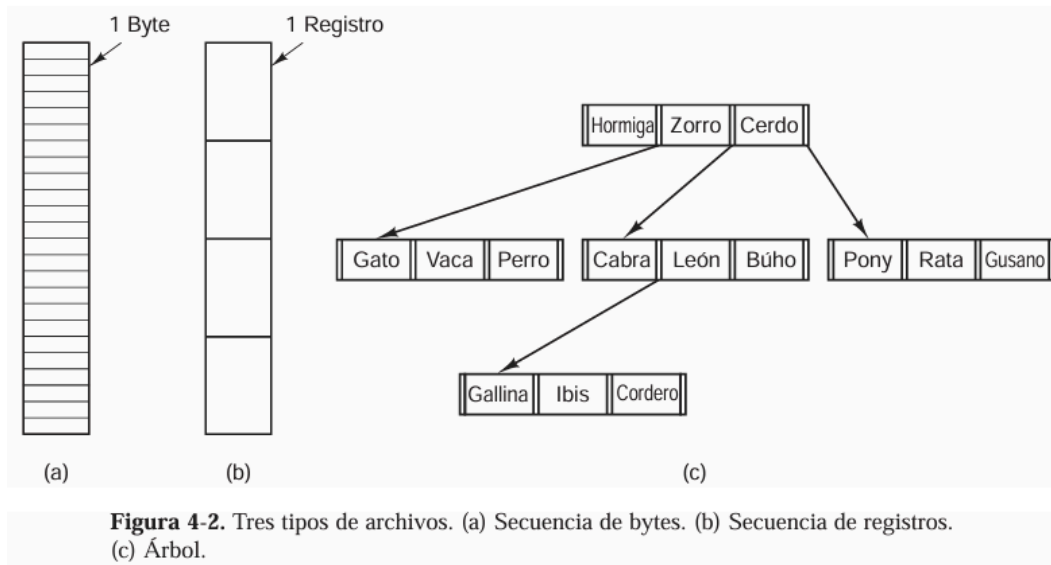 1 Byte
1 Registro
Hormiga Zorro Cerdo
Gato Vaca Perro
Cabra León Búho
Pony Rata Gusano
Gallina Ibis Cordero
(a)
(b)
(c)
Figura 4-2. Tres tipos de archivos. (a) Secuencia de bytes. (b) Secuencia de registros.
(c) Árbol.